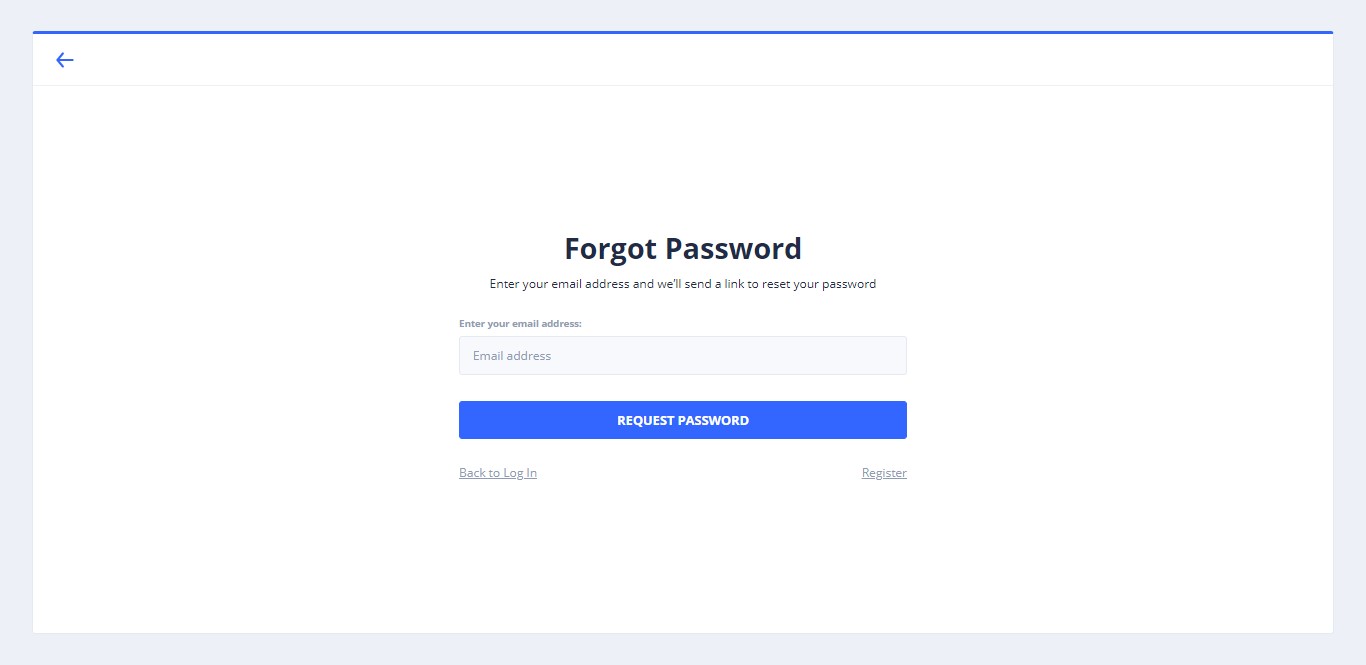 Forgot Password
Enter your email address and we’ll send a link to reset your password
Enter your email address:
Email address
REQUEST PASSWORD
Back to Log In
Register